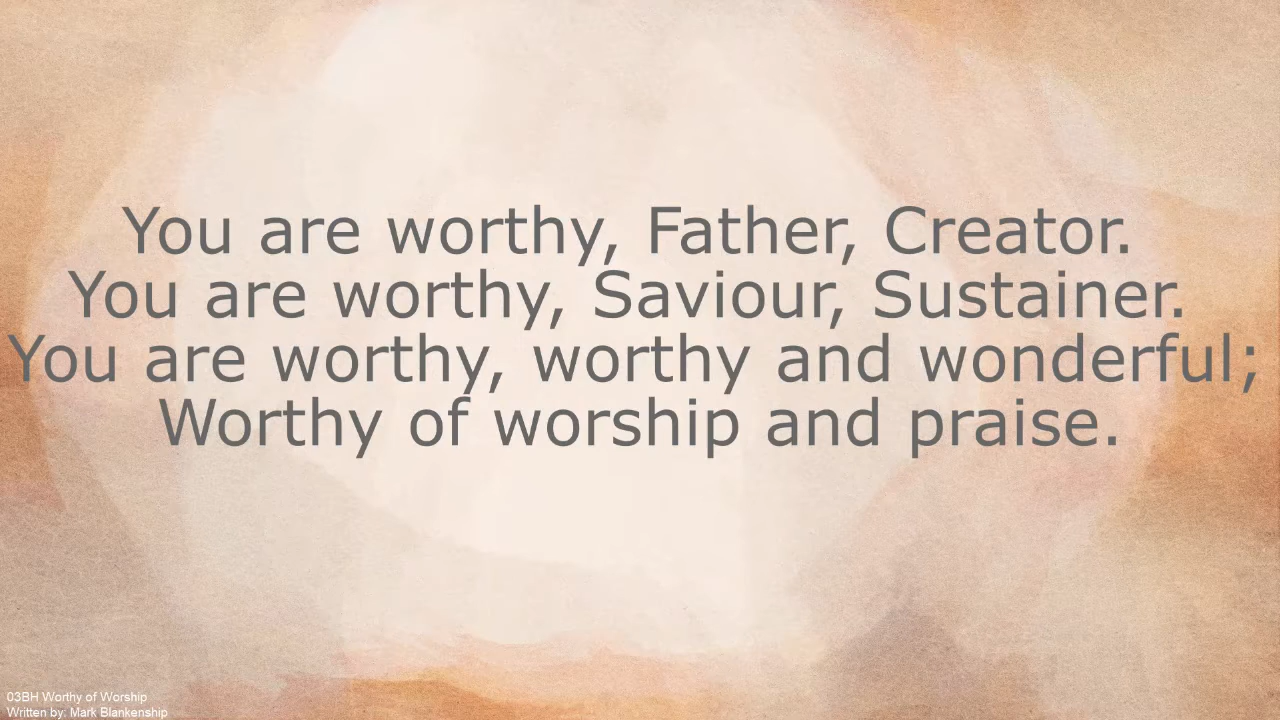 You are worthy, Father, Creator.
You are worthy, Saviour, Sustainer.
You are worthy, worthy and wonderful;
Worthy of worship and praise.
03BH Worthy of Worship
Written by: Mark Blankenship